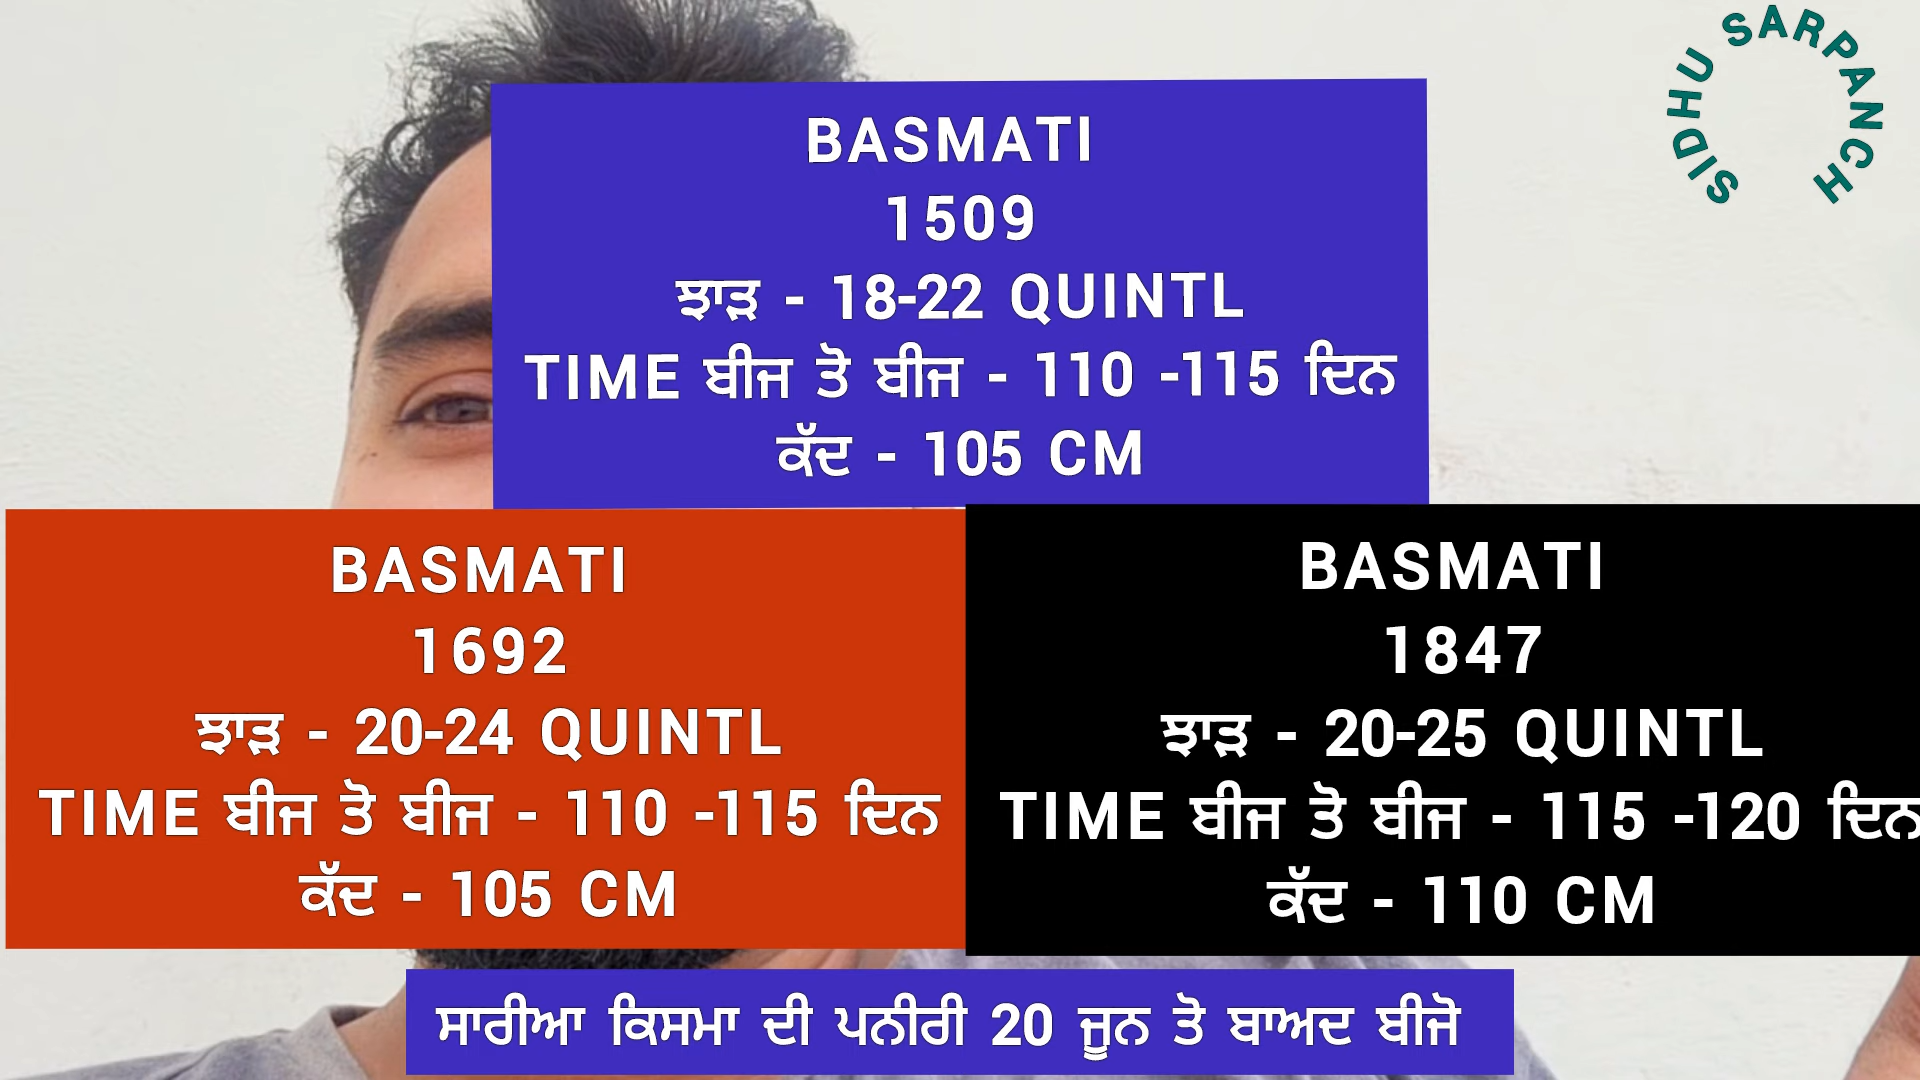 SIDHU SARPANCH
BASMATI
1509
ਝਾੜ - 18-22 QUINTL
TIME ਬੀਜ ਤੋ ਬੀਜ - 110 -115 ਦਿਨ
ਕੱਦ - 105 CM
BASMATI
1692
ਝਾੜ - 20-24 QUINTL
TIME ਬੀਜ ਤੋ ਬੀਜ - 110 -115 ਦਿਨ
ਕੱਦ - 105 CM
BASMATI
1847
ਝਾੜ - 20-25 QUINTL
TIME ਬੀਜ ਤੋ ਬੀਜ - 115 -120 ਦਿਨ
ਕੱਦ - 110 CM
ਸਾਰੀਆ ਕਿਸਮਾ ਦੀ ਪਨੀਰੀ 20 ਜੂਨ ਤੋ ਬਾਅਦ ਬੀਜੋ